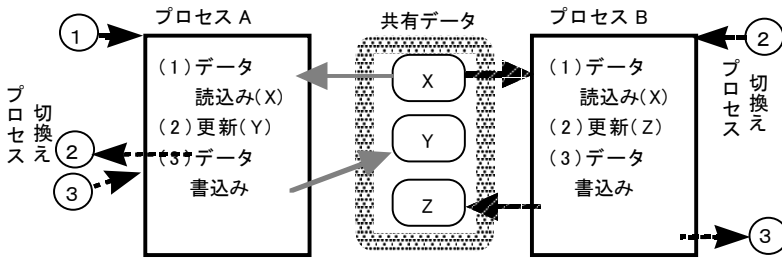 プロセス A
共有データ
プロセス B
①
(1)データ
読込み(X)
(2)更新(Y)
(3)データ
書込み
プロセス
切換え
②
③
X
Y
Z
(1)データ
読込み(X)
(2)更新(Z)
(3)データ
書込み
②
プロセス
切換え
③